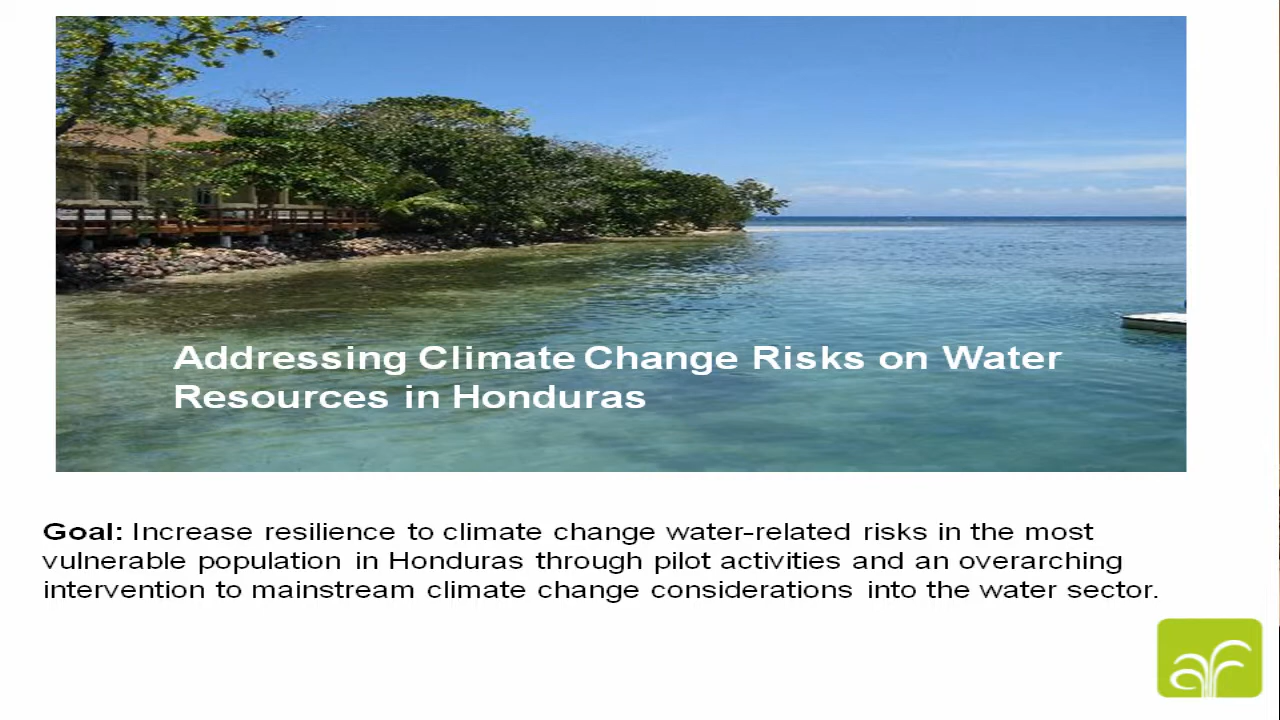 Addressing Climate Change Risks on Water
Resources in Honduras
Goal: Increase resilience to climate change water-related risks in the most
vulnerable population in Honduras through pilot activities and an overarching
intervention to mainstream climate change considerations into the water sector.
af